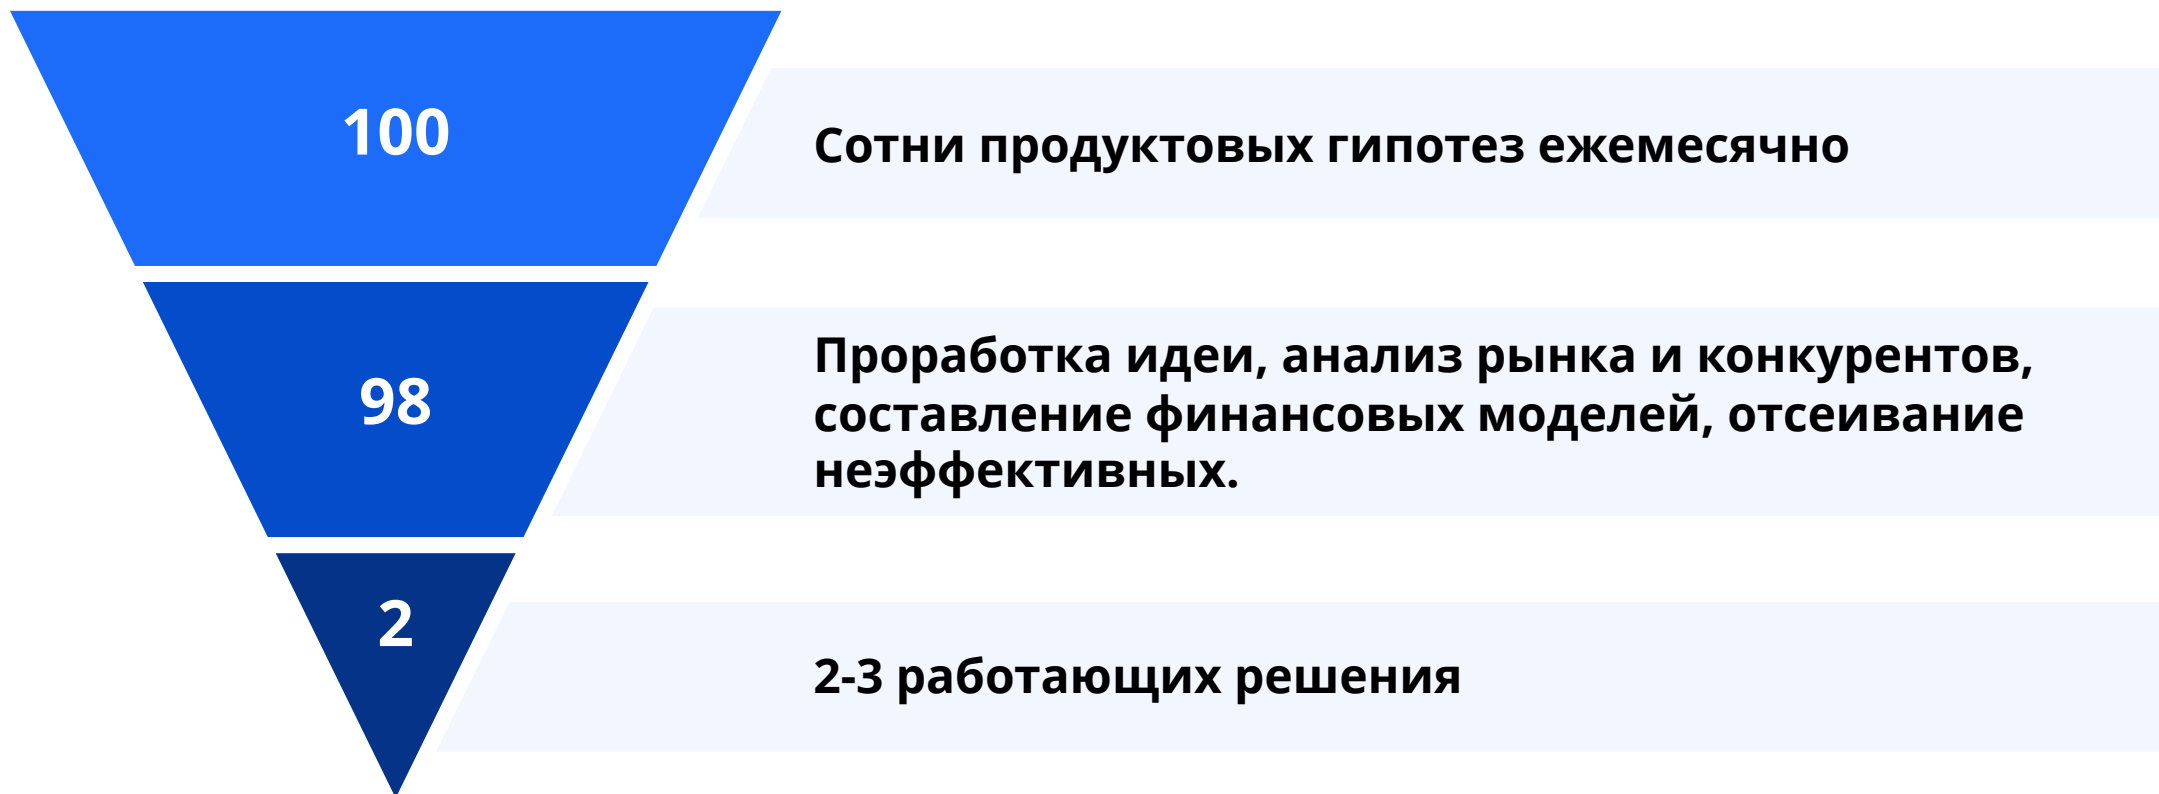 100
Сотни продуктовых гипотез ежемесячно
98
Проработка идеи, анализ рынка и конкурентов,
составление финансовых моделей, отсеивание
неэффективных.
2
2-3 работающих решения